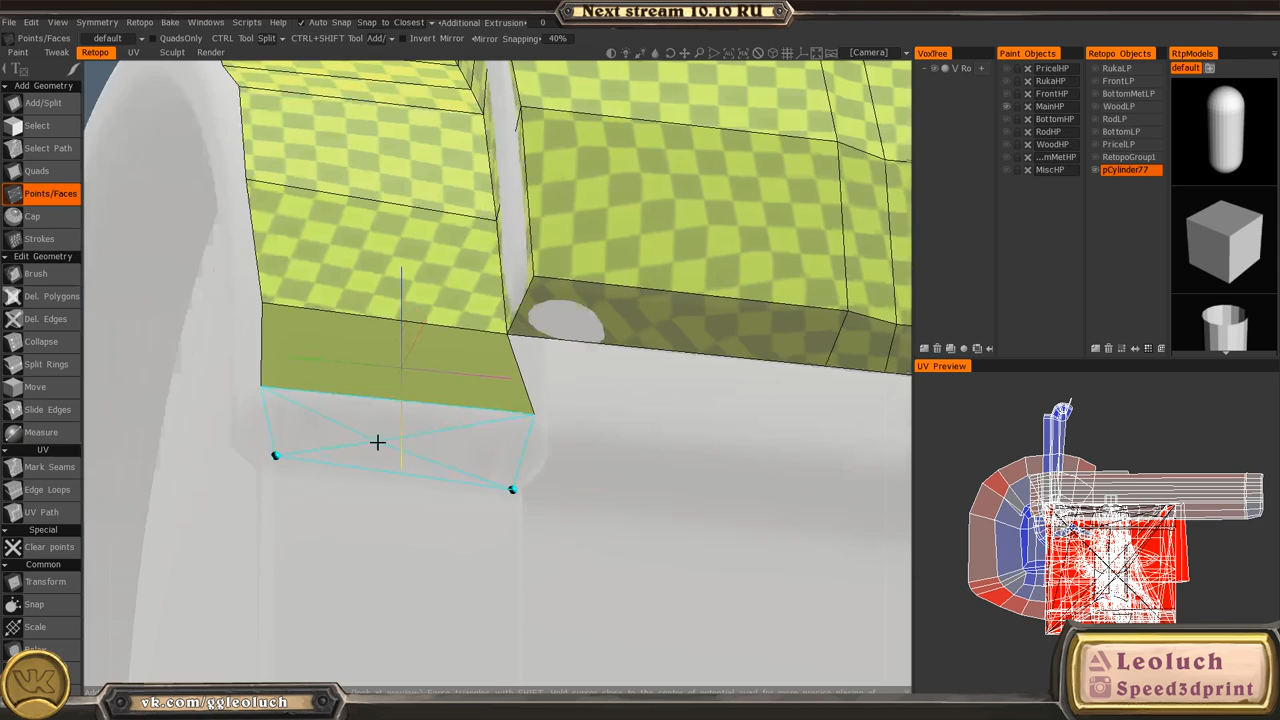 Next stream 10.10 RU
File Edit View Symmetry Retopo Bake Windows Scripts Help Auto Snap Snap to Closest Additional Extrusion 0
Points/Faces default QuadsOnly CTRL Tool Split CTRL+SHIFT Tool Add/ Invert Mirror Mirror Snapping 40%
Paint Tweak Retopo UV Sculpt Render [Camera]
VoxTree Paint Objects Retopo Objects RtpModels
V Ro + PricelHP RukaLP default
Add Geometry RukaHP FrontLP
Add/Split FrontHP BottomMetLP
Select MainHP WoodLP
Select Path BottomHP RodLP
Quads RodHP BottomLP
Points/Faces WoodHP PricelLP
Cap ...mMetHP RetopoGroup1
Strokes MiscHP pCylinder77
Edit Geometry
Brush
Del. Polygons
Del. Edges
Collapse
Split Rings
UV Preview
Move
Slide Edges
Measure
UV
Mark Seams
Edge Loops
UV Path
Special
Clear points
Common
Transform
Snap
Scale
Leoluch
Speed3dprint
vk.com/ggleoluch